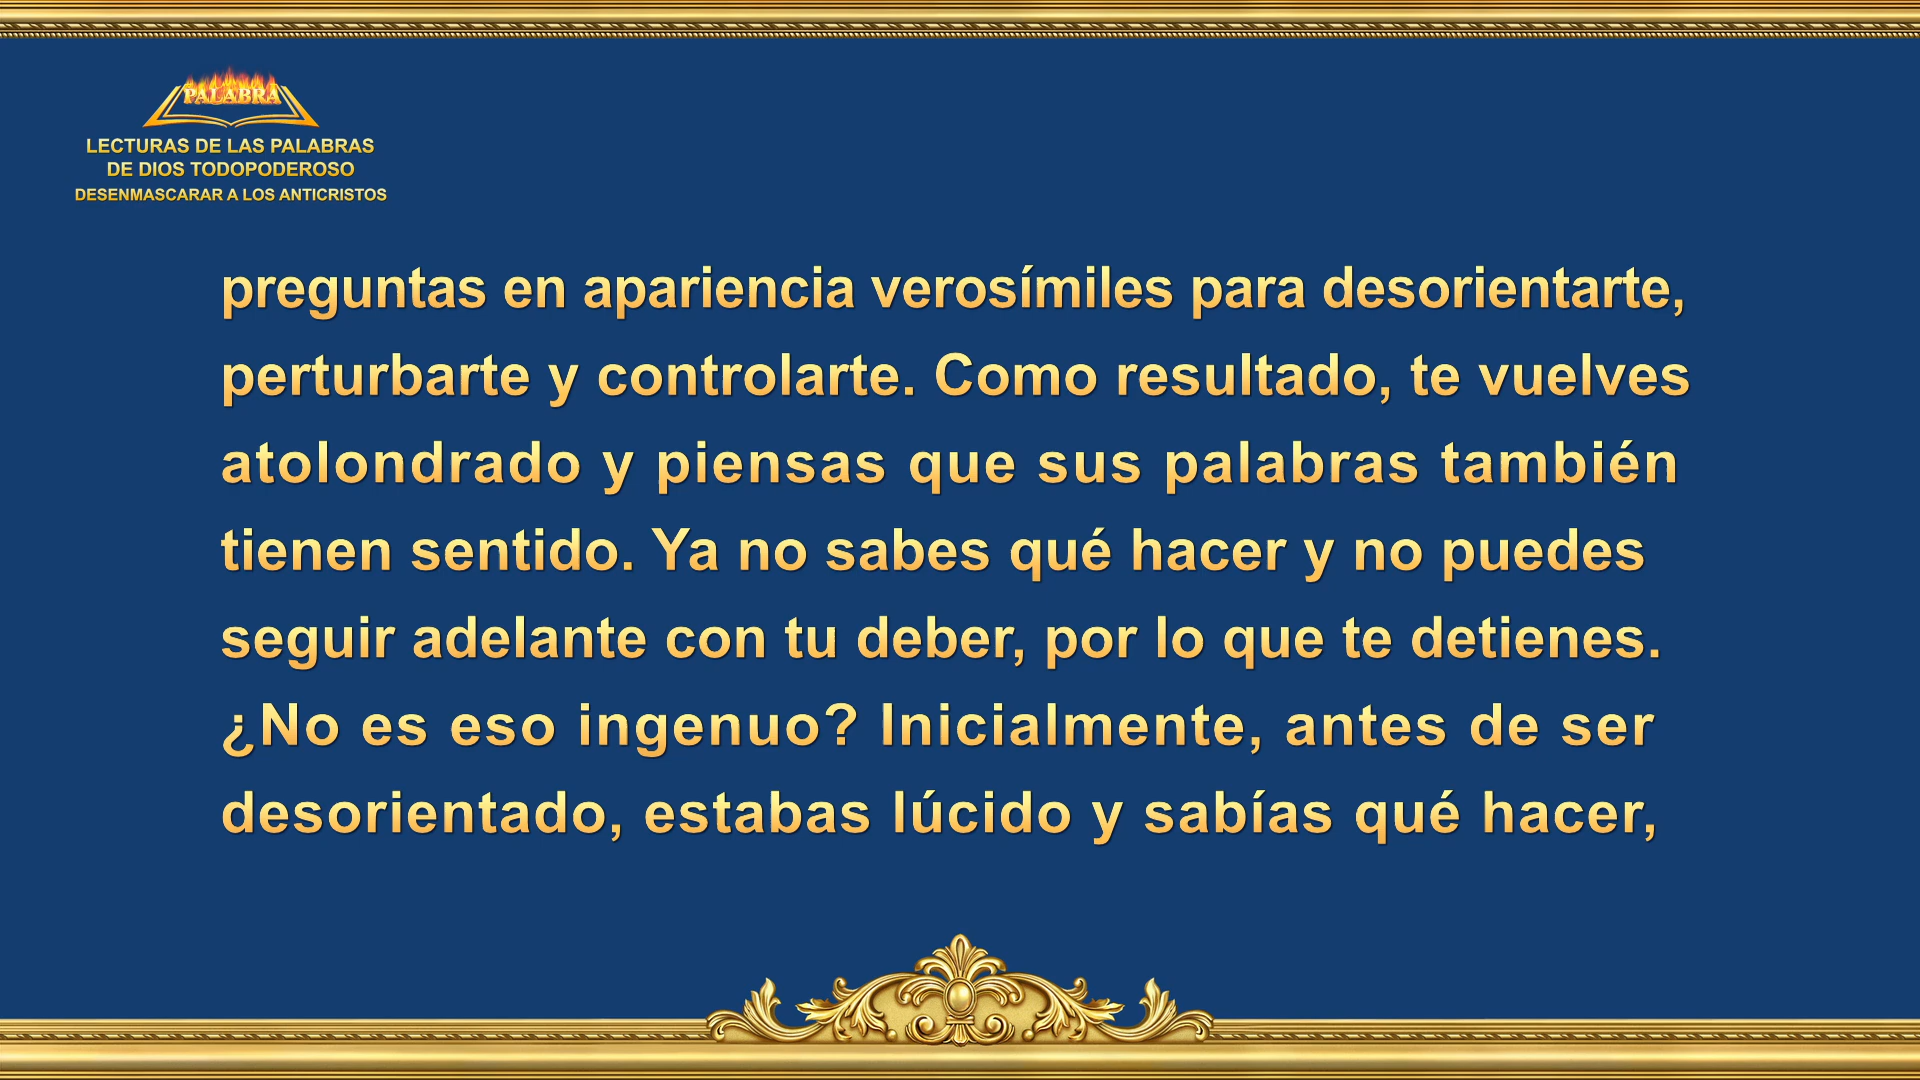 PALABRA
LECTURAS DE LAS PALABRAS
DE DIOS TODOPODEROSO
DESENMASCARAR A LOS ANTICRISTOS
preguntas en apariencia verosímiles para desorientarte,
perturbarte y controlarte. Como resultado, te vuelves
atolondrado y piensas que sus palabras también
tienen sentido. Ya no sabes qué hacer y no puedes
seguir adelante con tu deber, por lo que te detienes.
¿No es eso ingenuo? Inicialmente, antes de ser
desorientado, estabas lúcido y sabías qué hacer,